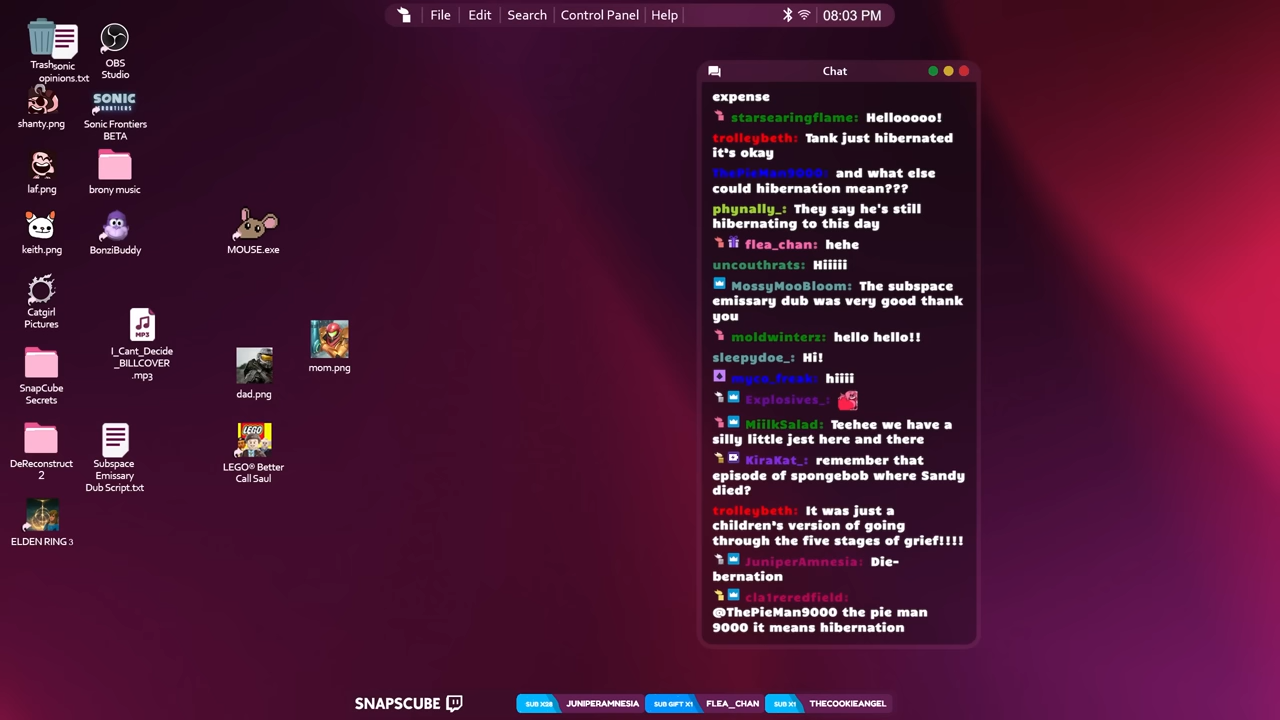 File Edit Search Control Panel Help 08:03 PM
Trash
sonic
opinions.txt
OBS
Studio
shanty.png
SONIC
FRONTIERS
Sonic Frontiers
BETA
laf.png
brony music
keith.png
BonziBuddy
MOUSE.exe
Catgirl
Pictures
MP3
I_Cant_Decide
_BILLCOVER
.mp3
mom.png
dad.png
SnapCube
Secrets
DeReconstruct
2
Subspace
Emissary
Dub Script.txt
LEGO
LEGO® Better
Call Saul
ELDEN RING 3
Chat
expense
starsearingflame: Hellooooo!
trolleybeth: Tank just hibernated
it's okay
ThePieMan9000: and what else
could hibernation mean???
phynally_: They say he's still
hibernating to this day
flea_chan: hehe
uncouthrats: Hiiiii
MossyMooBloom: The subspace
emissary dub was very good thank
you
moldwinterz: hello hello!!
sleepydoe_: Hi!
myco_freak: hiiii
Explosives_:
MiilkSalad: Teehee we have a
silly little jest here and there
KiraKat_: remember that
episode of spongebob where Sandy
died?
trolleybeth: It was just a
children's version of going
through the five stages of grief!!!!
JuniperAmnesia: Die-
bernation
cla1reredfield:
@ThePieMan9000 the pie man
9000 it means hibernation
SNAPSCUBE
SUB X28 JUNIPERAMNESIA SUB GIFT X1 FLEA_CHAN SUB X1 THECOOKIEANGEL